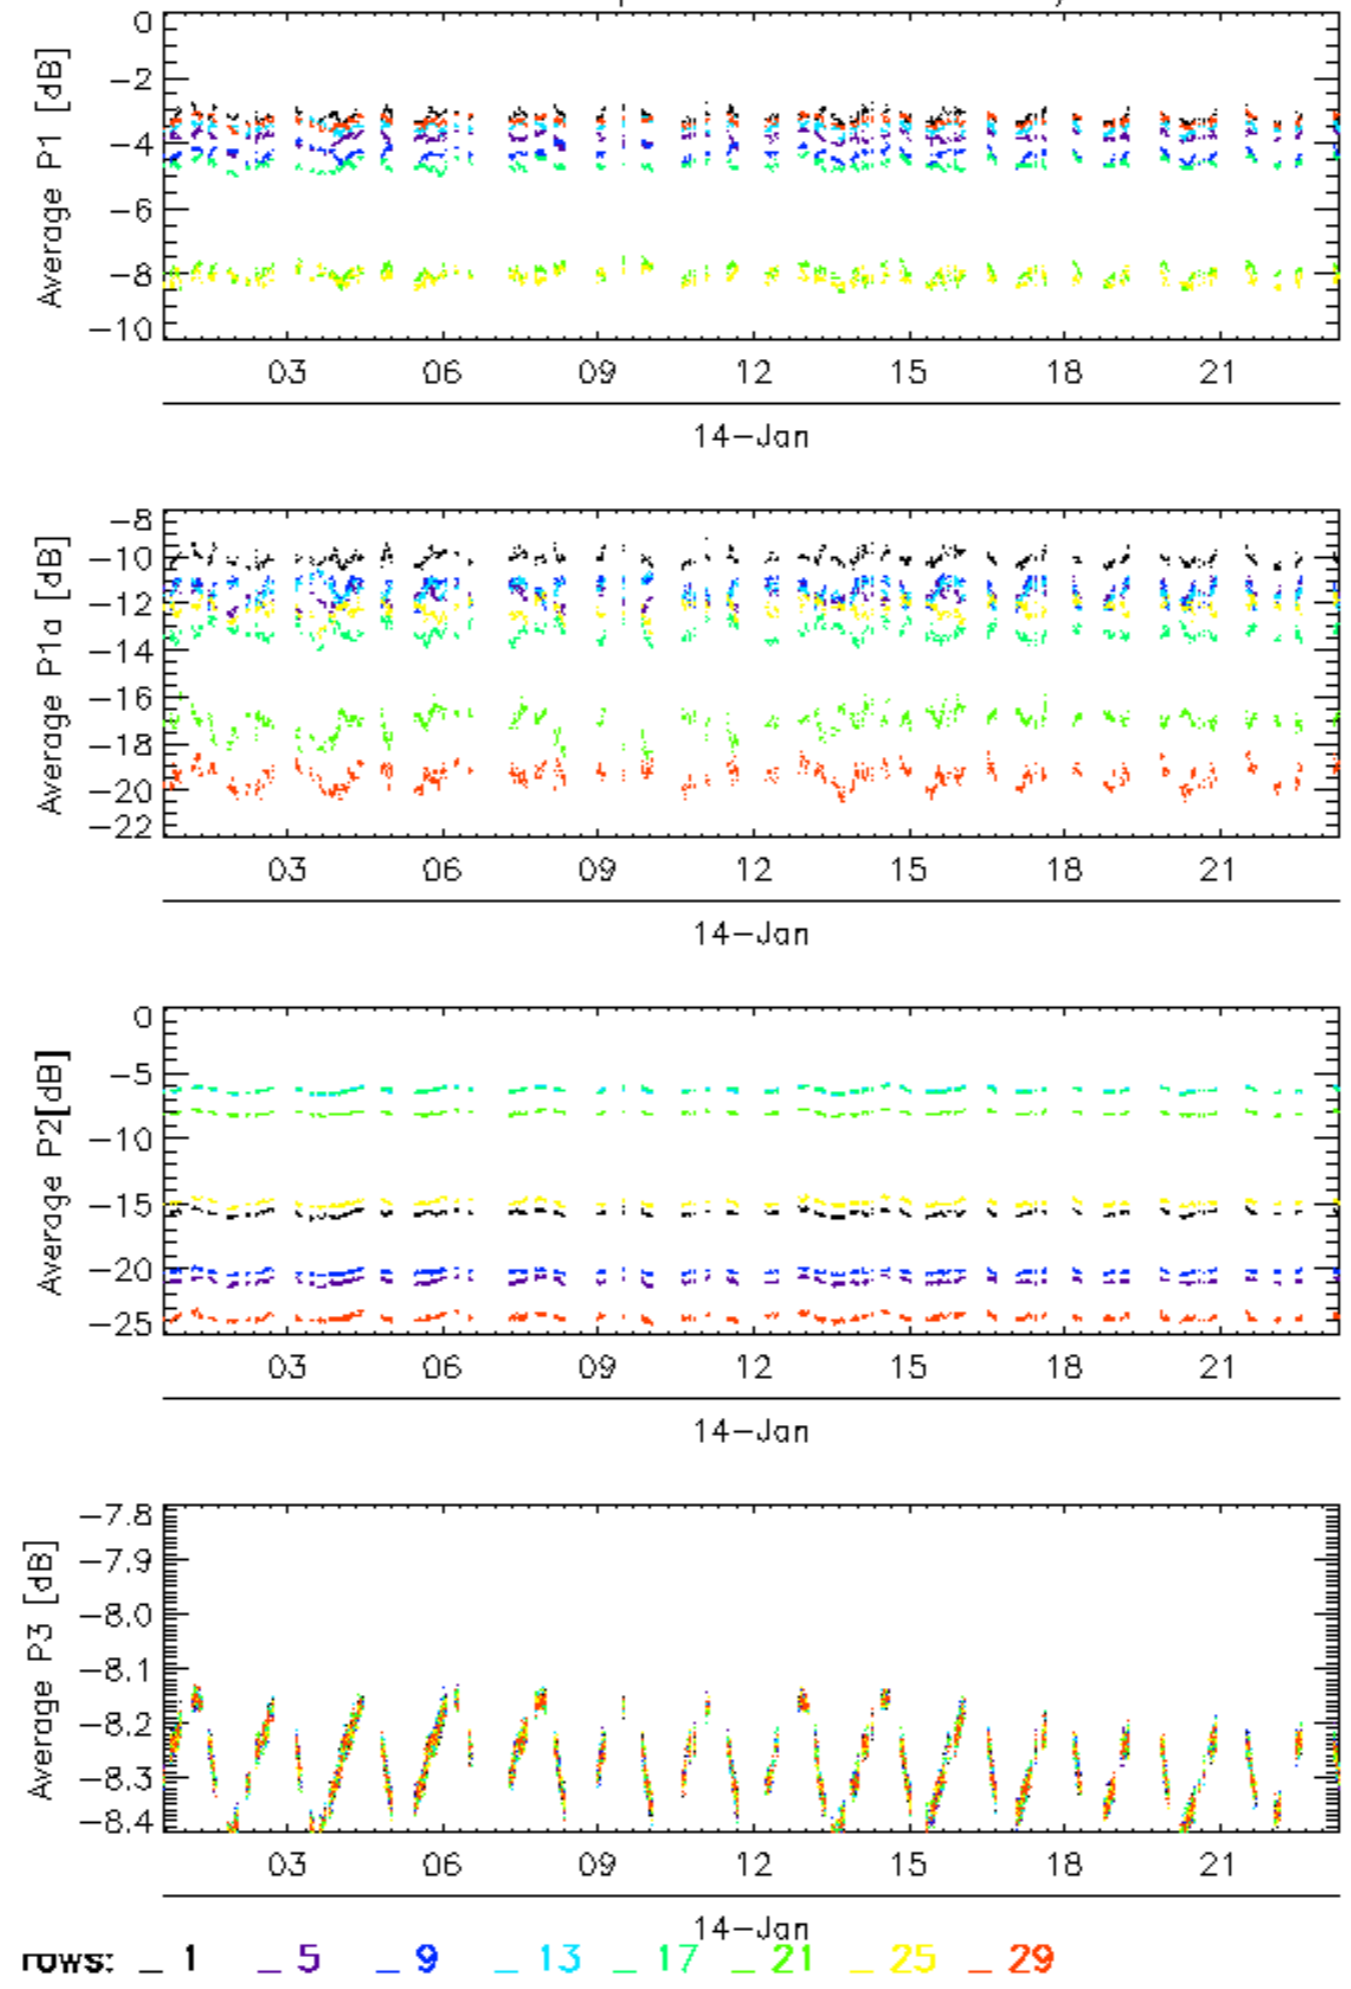 0
−2
−4
−6
−8
−10
Average P1 [dB]
03 06 09 12 15 18 21
14−Jan
−8
−10
−12
−14
−16
−18
−20
−22
Average P1a [dB]
03 06 09 12 15 18 21
14−Jan
0
−5
−10
−15
−20
−25
Average P2[dB]
03 06 09 12 15 18 21
14−Jan
−7.8
−7.9
−8.0
−8.1
−8.2
−8.3
−8.4
Average P3 [dB]
03 06 09 12 15 18 21
14−Jan
rows: _ 1 _ 5 _ 9 _ 13 _ 17 _ 21 _ 25 _ 29